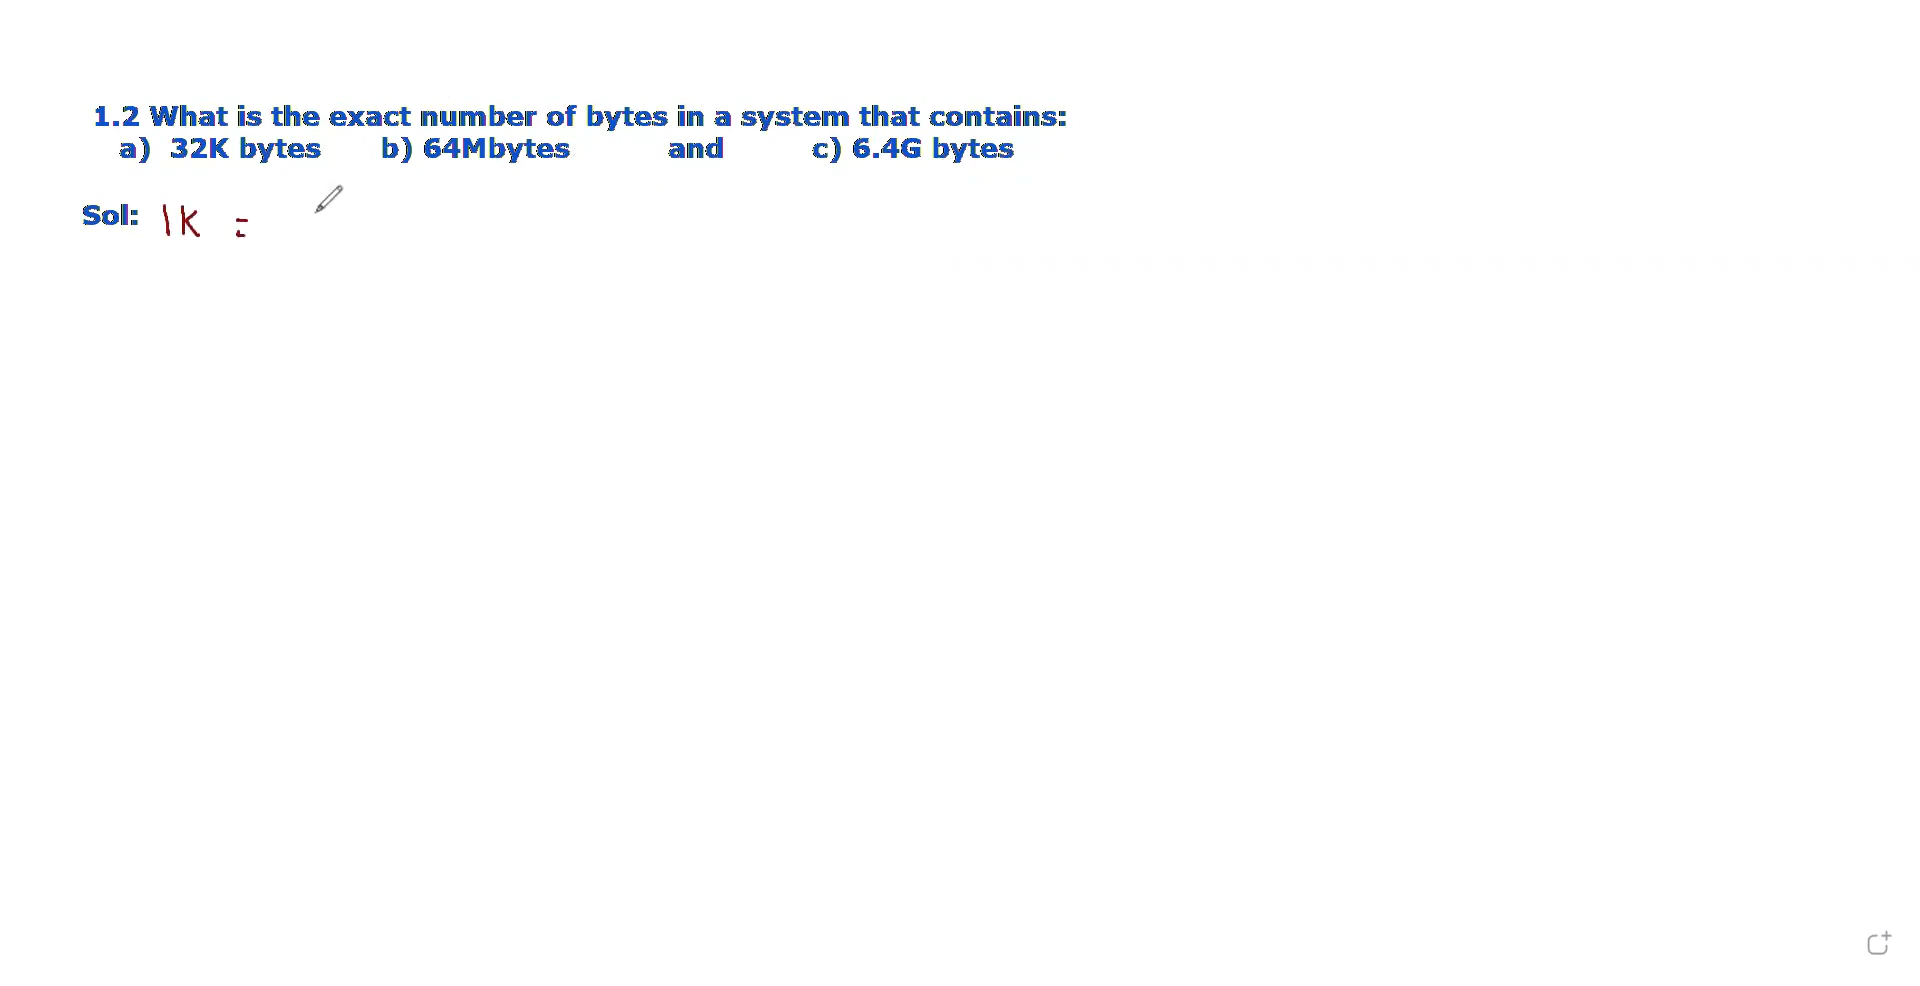 1.2 What is the exact number of bytes in a system that contains:
a) 32K bytes b) 64Mbytes and c) 6.4G bytes
Sol: 1K =